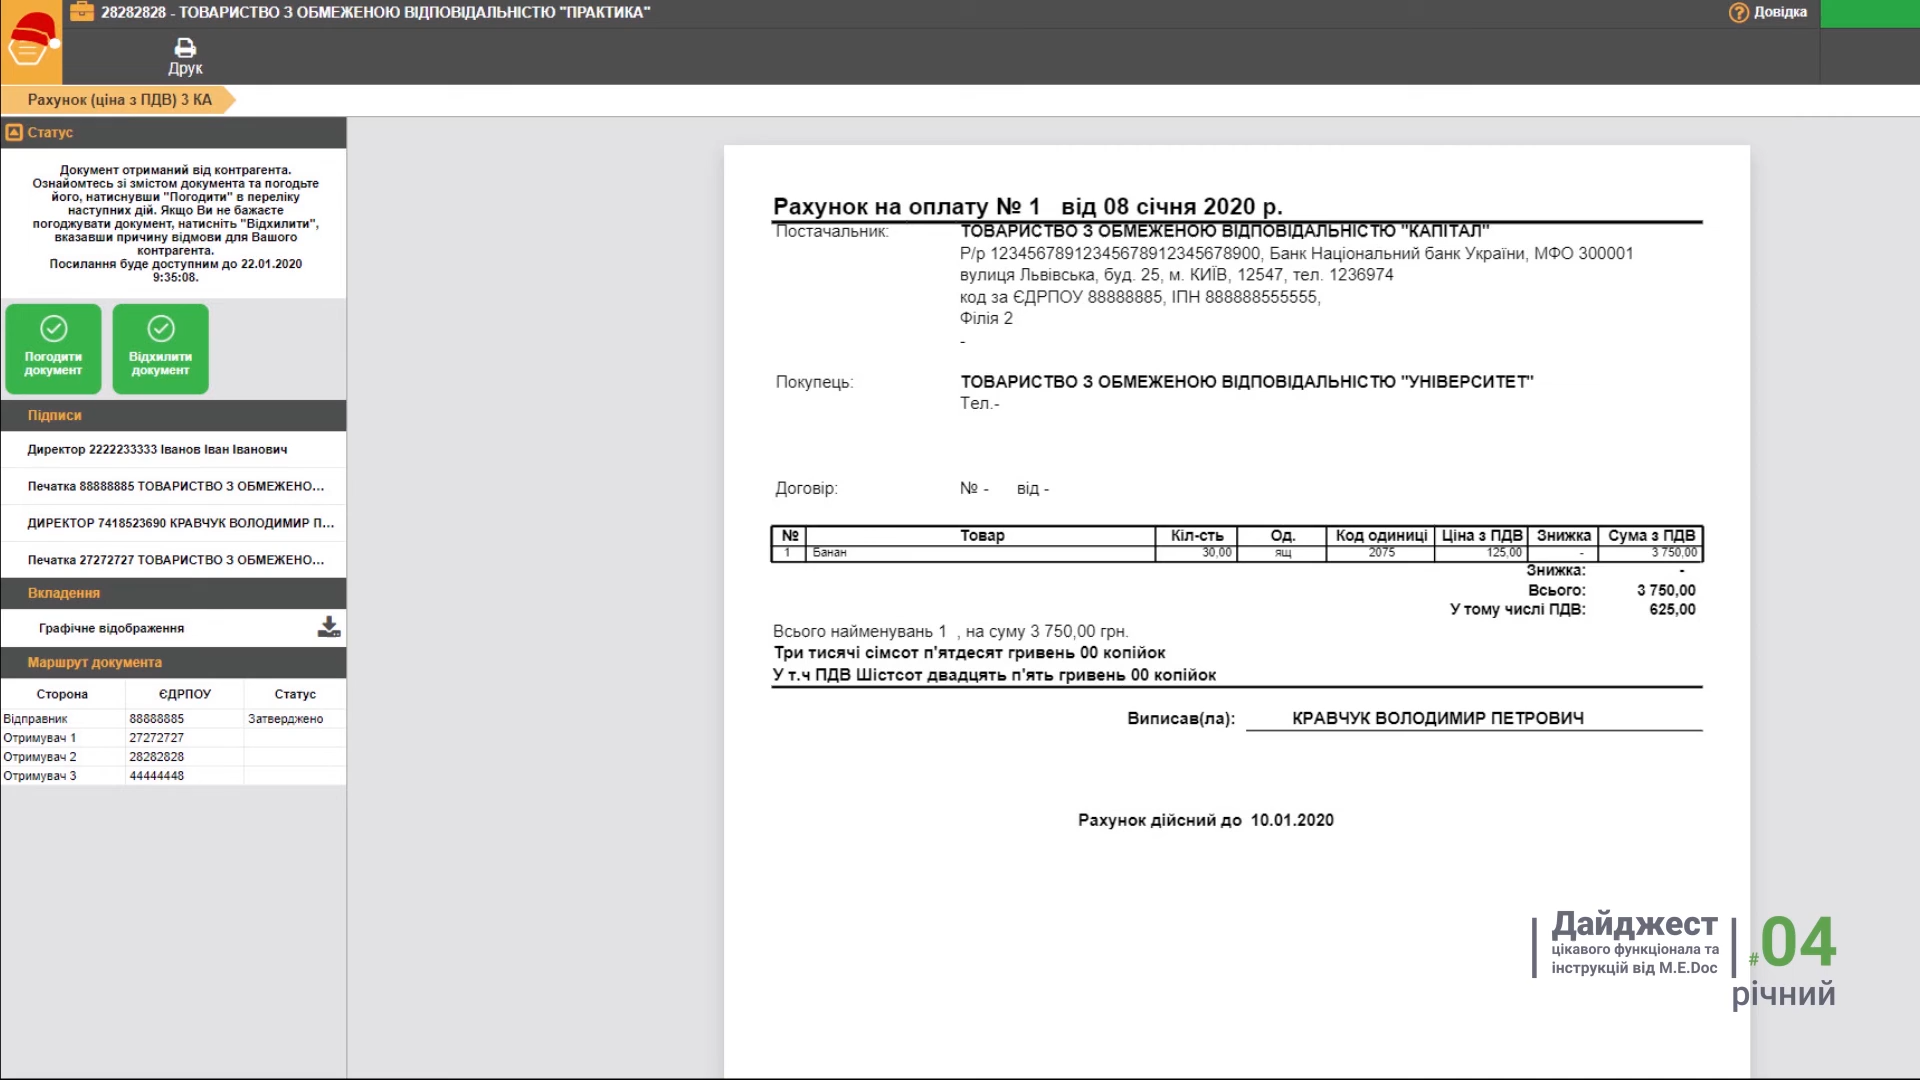 28282828 - ТОВАРИСТВО З ОБМЕЖЕНОЮ ВІДПОВІДАЛЬНІСТЮ "ПРАКТИКА"
Довідка
Друк
Рахунок (ціна з ПДВ) 3 КА
Статус
Документ отриманий від контрагента.
Ознайомтесь зі змістом документа та погодьте
його, натиснувши "Погодити" в переліку
наступних дій. Якщо Ви не бажаєте
погоджувати документ, натисніть "Відхилити",
вказавши причину відмови для Вашого
контрагента.
Посилання буде доступним до 22.01.2020
9:35:08.
Погодити
документ
Відхилити
документ
Підписи
Директор 2222233333 Іванов Іван Іванович
Печатка 88888885 ТОВАРИСТВО З ОБМЕЖЕНО...
ДИРЕКТОР 7418523690 КРАВЧУК ВОЛОДИМИР П...
Печатка 27272727 ТОВАРИСТВО З ОБМЕЖЕНО...
Вкладення
Графічне відображення
Маршрут документа
Сторона ЄДРПОУ Статус
Відправник 88888885 Затверджено
Отримувач 1 27272727
Отримувач 2 28282828
Отримувач 3 44444448
Рахунок на оплату № 1 від 08 січня 2020 р.
Постачальник: ТОВАРИСТВО З ОБМЕЖЕНОЮ ВІДПОВІДАЛЬНІСТЮ "КАПІТАЛ"
Р/р 12345678912345678912345678900, Банк Національний банк України, МФО 300001
вулиця Львівська, буд. 25, м. КИЇВ, 12547, тел. 1236974
код за ЄДРПОУ 88888885, ІПН 888888555555,
Філія 2
-
Покупець: ТОВАРИСТВО З ОБМЕЖЕНОЮ ВІДПОВІДАЛЬНІСТЮ "УНІВЕРСИТЕТ"
Тел.-
Договір: № - від -
№ Товар Кіл-сть Од. Код одиниці Ціна з ПДВ Знижка Сума з ПДВ
1 Банан 30,00 ящ 2075 125,00 - 3 750,00
Знижка: -
Всього: 3 750,00
У тому числі ПДВ: 625,00
Всього найменувань 1 , на суму 3 750,00 грн.
Три тисячі сімсот п'ятдесят гривень 00 копійок
У т.ч ПДВ Шістсот двадцять п'ять гривень 00 копійок
Виписав(ла): КРАВЧУК ВОЛОДИМИР ПЕТРОВИЧ
Рахунок дійсний до 10.01.2020
Дайджест
цікавого функціонала та
інструкцій від M.E.Doc
#04
річний